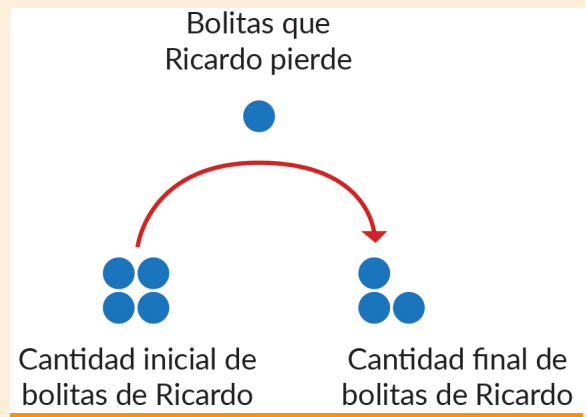 Bolitas que
Ricardo pierde
Cantidad inicial de
bolitas de Ricardo
Cantidad final de
bolitas de Ricardo